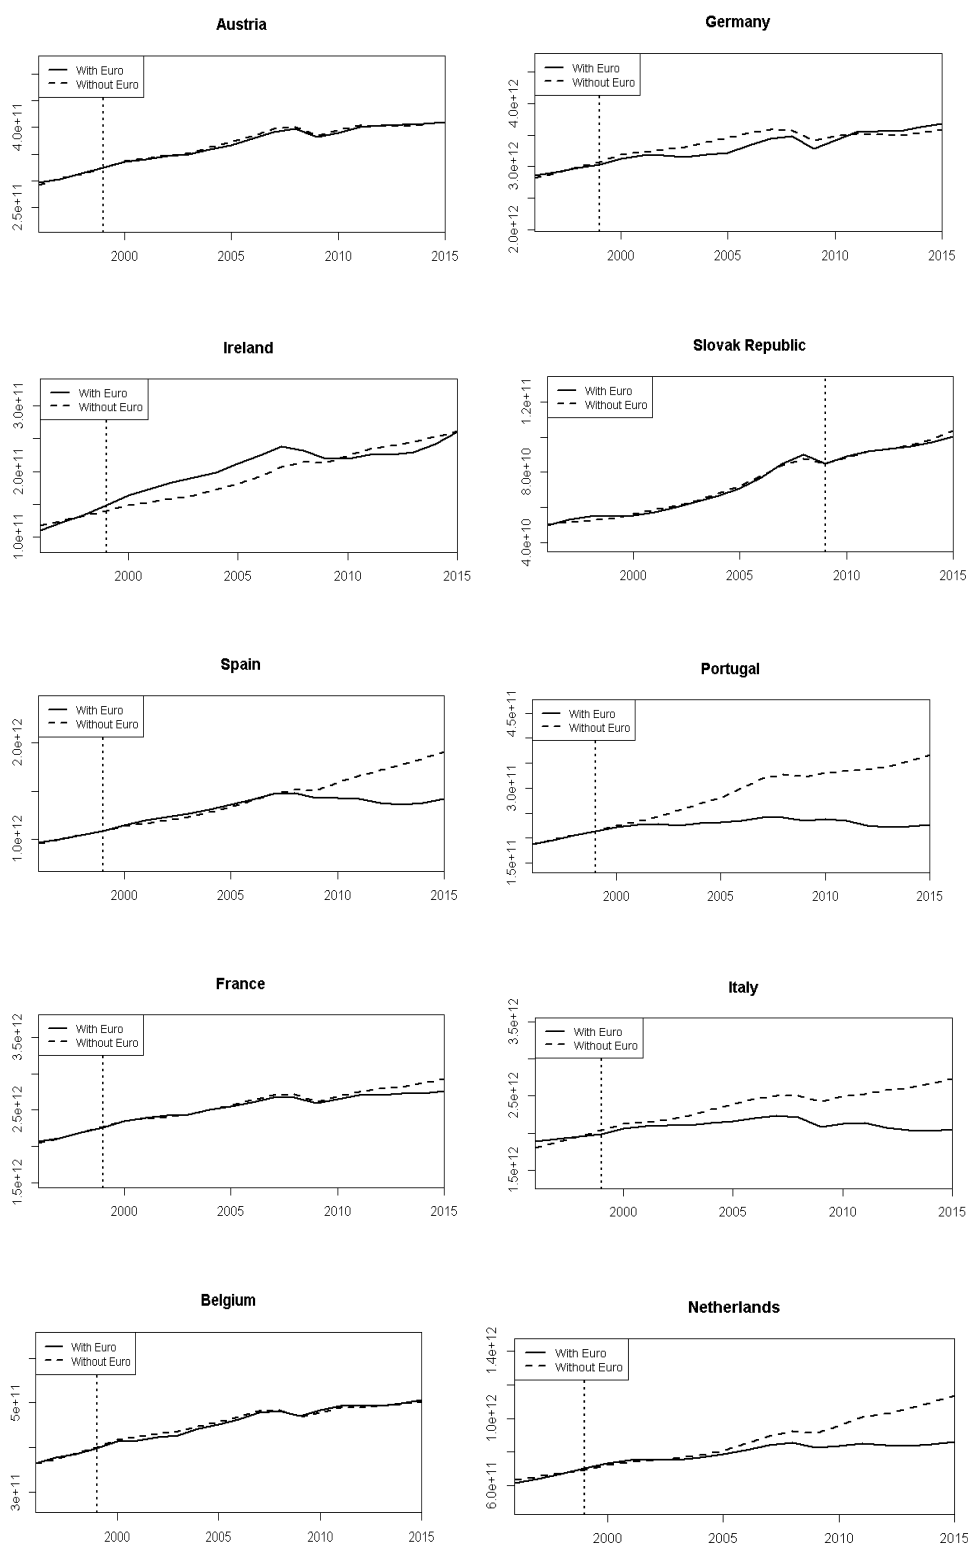 Austria
With Euro
Without Euro
4.0e+11
2.5e+11
2000 2005 2010 2015
Germany
With Euro
Without Euro
4.0e+12
3.0e+12
2.0e+12
2000 2005 2010 2015
Ireland
With Euro
Without Euro
3.0e+11
2.0e+11
1.0e+11
2000 2005 2010 2015
Slovak Republic
With Euro
Without Euro
1.2e+11
8.0e+10
4.0e+10
2000 2005 2010 2015
Spain
With Euro
Without Euro
2.0e+12
1.0e+12
2000 2005 2010 2015
Portugal
With Euro
Without Euro
4.5e+11
3.0e+11
1.5e+11
2000 2005 2010 2015
France
With Euro
Without Euro
3.5e+12
2.5e+12
1.5e+12
2000 2005 2010 2015
Italy
With Euro
Without Euro
3.5e+12
2.5e+12
1.5e+12
2000 2005 2010 2015
Belgium
With Euro
Without Euro
5e+11
3e+11
2000 2005 2010 2015
Netherlands
With Euro
Without Euro
1.4e+12
1.0e+12
6.0e+11
2000 2005 2010 2015